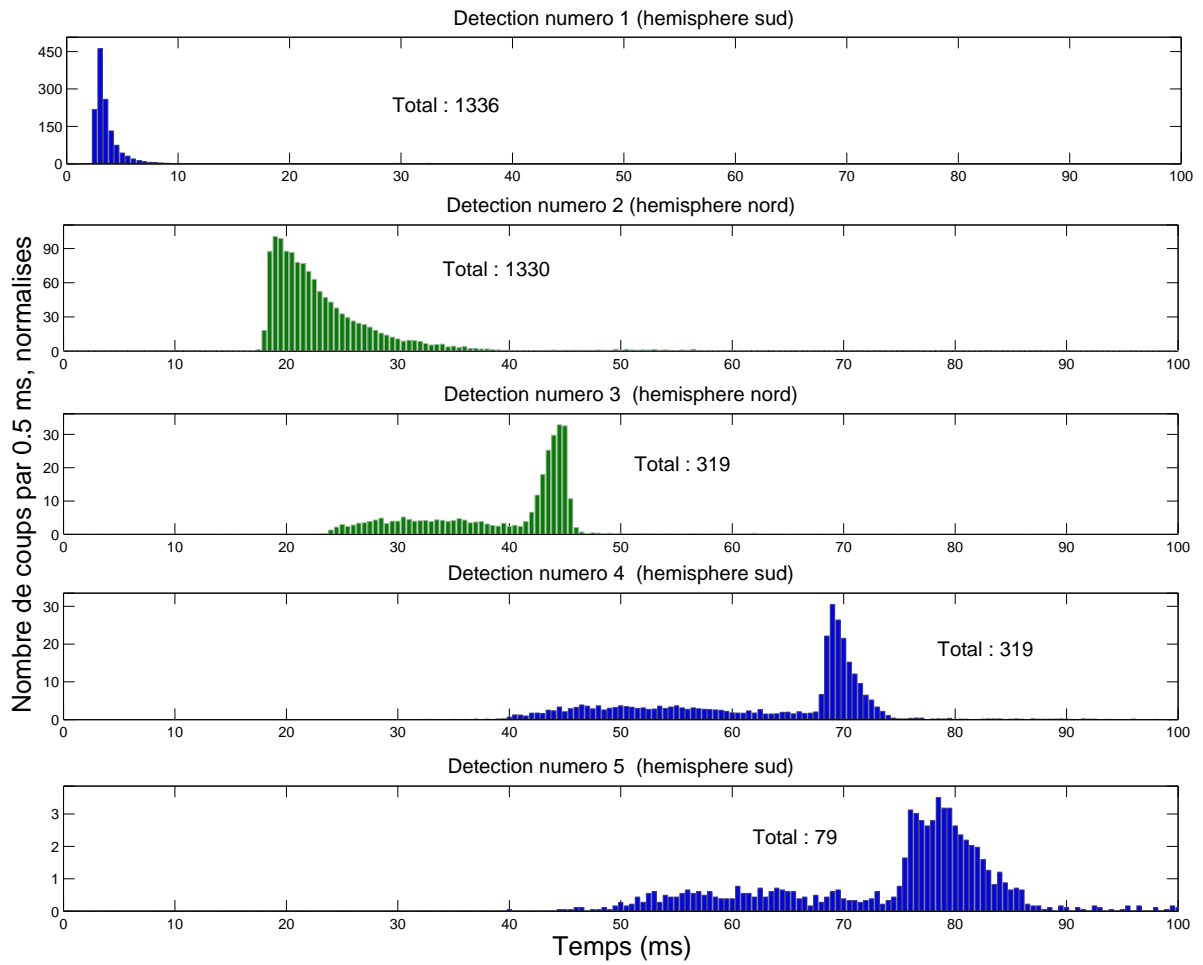 Detection numero 1 (hemisphere sud)
450
300
150
0
Total : 1336
0 10 20 30 40 50 60 70 80 90 100
Detection numero 2 (hemisphere nord)
90
60
30
0
Total : 1330
0 10 20 30 40 50 60 70 80 90 100
Detection numero 3 (hemisphere nord)
30
20
10
0
Total : 319
0 10 20 30 40 50 60 70 80 90 100
Detection numero 4 (hemisphere sud)
30
20
10
0
Total : 319
0 10 20 30 40 50 60 70 80 90 100
Detection numero 5 (hemisphere sud)
3
2
1
0
Total : 79
0 10 20 30 40 50 60 70 80 90 100
Temps (ms)
Nombre de coups par 0.5 ms, normalises